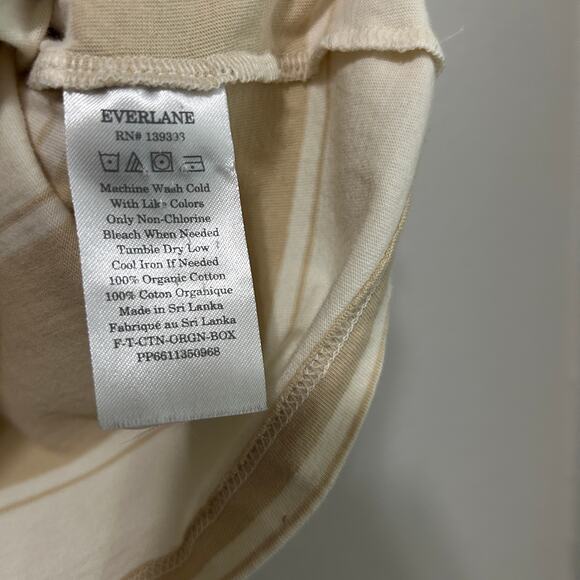 EVERLANE
RN# 139393
Machine Wash Cold
With Like Colors
Only Non-Chlorine
Bleach When Needed
Tumble Dry Low
Cool Iron If Needed
100% Organic Cotton
100% Coton Organique
Made in Sri Lanka
Fabriqué au Sri Lanka
F-T-CTN-ORGN-BOX
PP6611350968